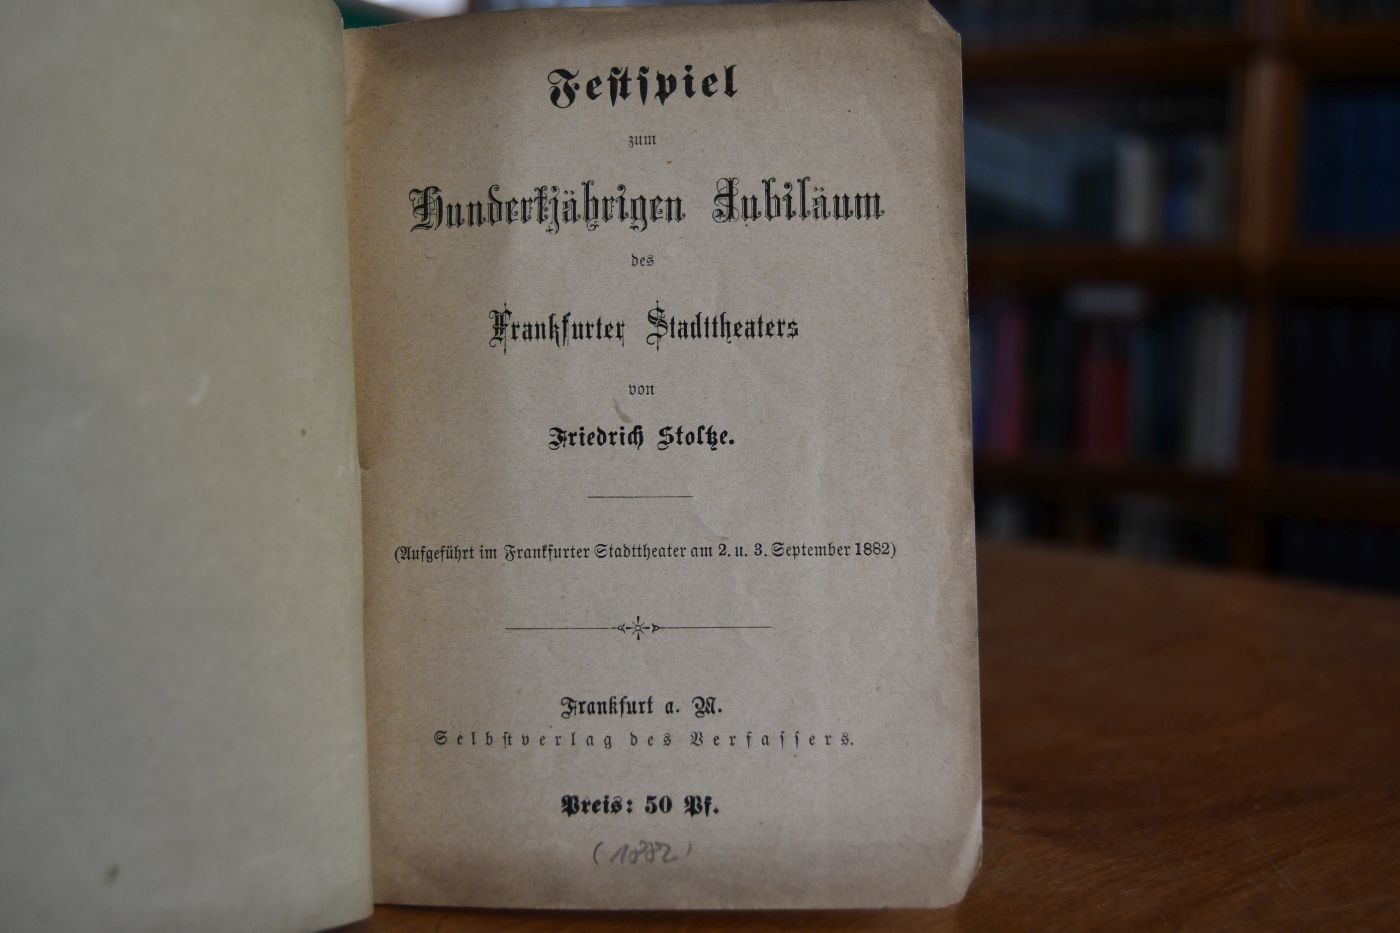 Festspiel
zum
Hundertjährigen Jubiläum
des
Frankfurter Stadttheaters
von
Friedrich Stoltze.
(Aufgeführt im Frankfurter Stadttheater am 2. u. 3. September 1882)
Frankfurt a. M.
Selbstverlag des Verfassers.
Preis: 50 Pf.
(1882)